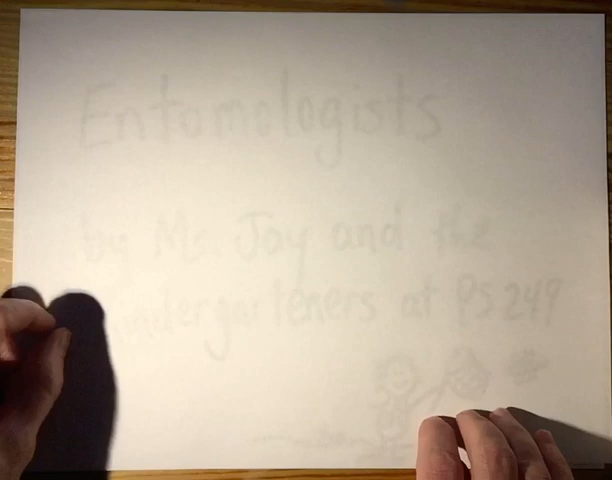 Entomologists
by Ms. Joy and the
Kindergarteners at PS 249